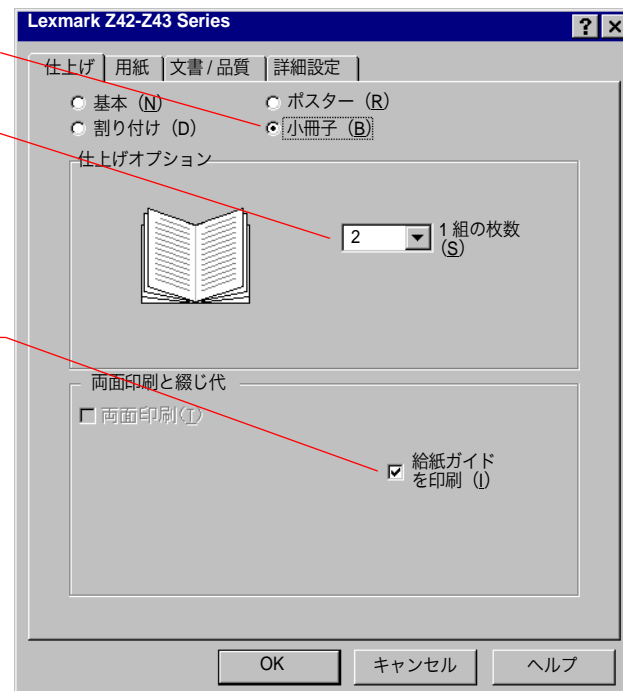 Lexmark Z42-Z43 Series
仕上げ 用紙 文書 / 品質 詳細設定
基本 (N) ポスター (R)
割り付け (D) 小冊子 (B)
仕上げオプション
2 1 組の枚数
(S)
両面印刷と綴じ代
両面印刷(I)
給紙ガイド
を印刷 (I)
OK キャンセル ヘルプ